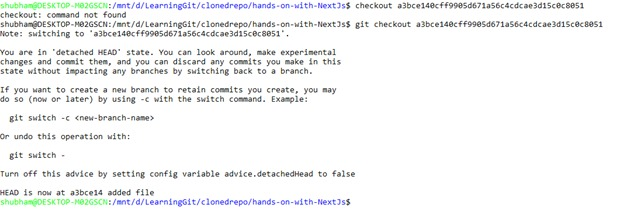 shubham@DESKTOP-M02GSCN:/mnt/d/LearningGit/clonedrepo/hands-on-with-NextJs$ checkout a3bce140cff9905d671a56c4cdcae3d15c0c8051
checkout: command not found
shubham@DESKTOP-M02GSCN:/mnt/d/LearningGit/clonedrepo/hands-on-with-NextJs$ git checkout a3bce140cff9905d671a56c4cdcae3d15c0c8051
Note: switching to 'a3bce140cff9905d671a56c4cdcae3d15c0c8051'.
You are in 'detached HEAD' state. You can look around, make experimental
changes and commit them, and you can discard any commits you make in this
state without impacting any branches by switching back to a branch.
If you want to create a new branch to retain commits you create, you may
do so (now or later) by using -c with the switch command. Example:
git switch -c <new-branch-name>
Or undo this operation with:
git switch -
Turn off this advice by setting config variable advice.detachedHead to false
HEAD is now at a3bce14 added file
shubham@DESKTOP-M02GSCN:/mnt/d/LearningGit/clonedrepo/hands-on-with-NextJs$